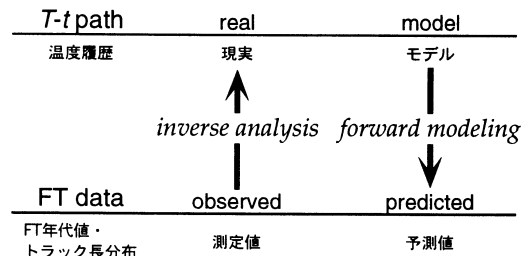 T-t path real model
温度履歴 現実 モデル
inverse analysis forward modeling
FT data observed predicted
FT年代値・ 測定値 予測値
トラック長分布